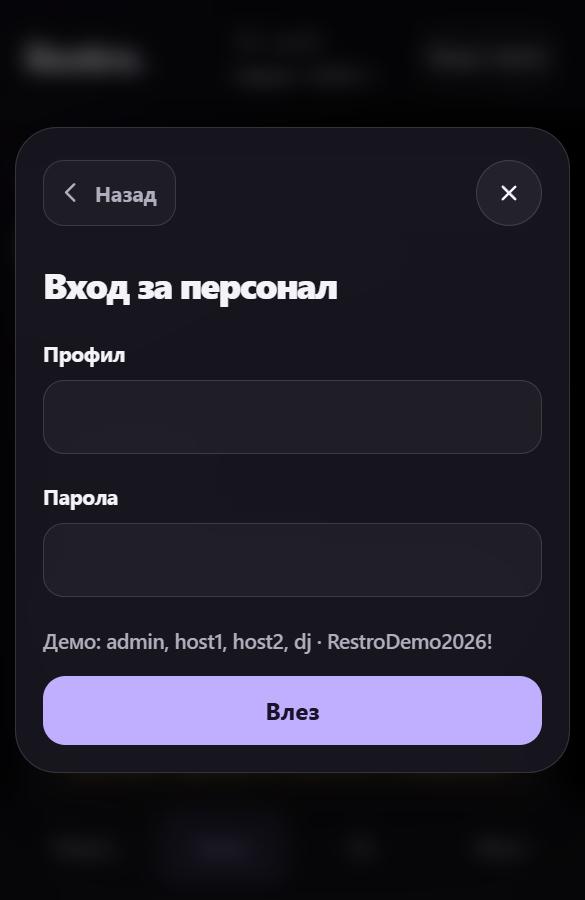 Назад
Вход за персонал
Профил
Парола
Демо: admin, host1, host2, dj · RestroDemo2026!
Влез